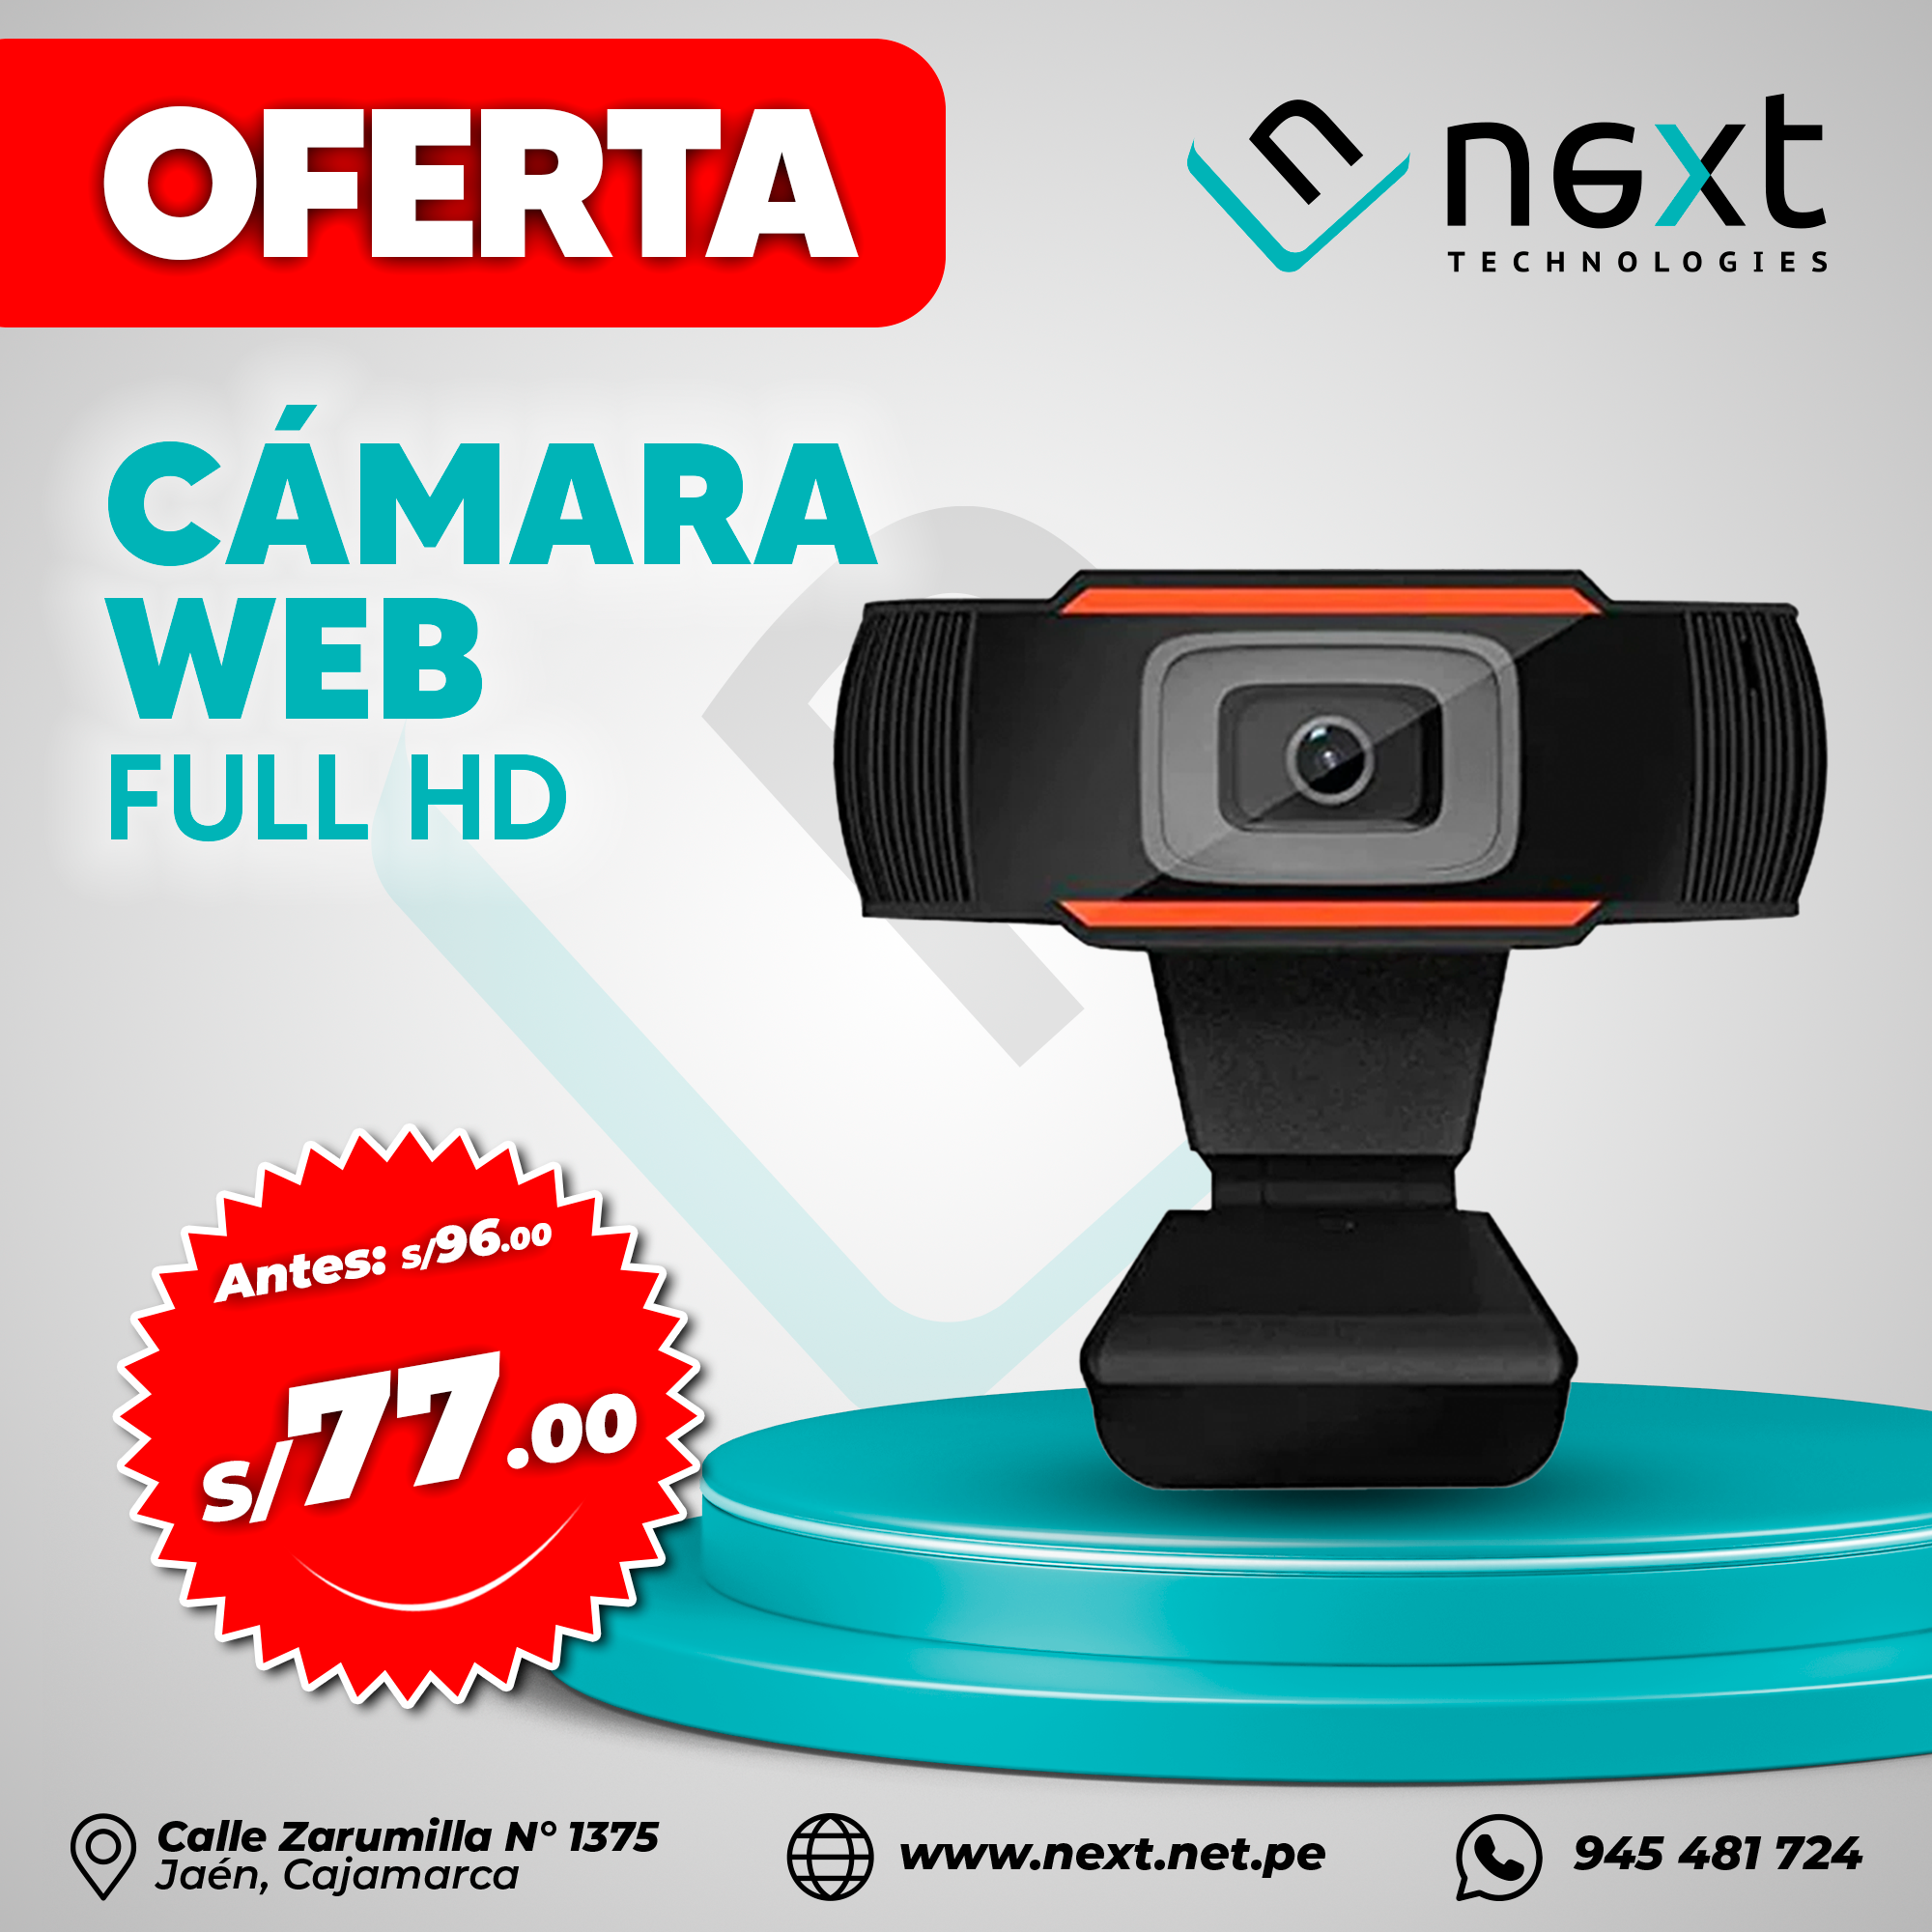 OFERTA
next
TECHNOLOGIES
CÁMARA
WEB
FULL HD
Antes: s/96.00
s/77.00
Calle Zarumilla N° 1375
Jaén, Cajamarca
www.next.net.pe
945 481 724